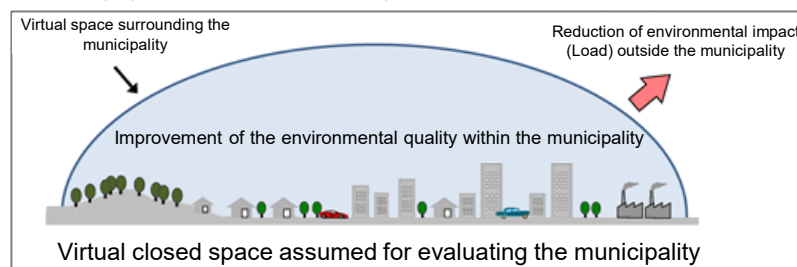 Virtual space surrounding the
municipality
Reduction of environmental impact
(Load) outside the municipality
Improvement of the environmental quality within the municipality
Virtual closed space assumed for evaluating the municipality